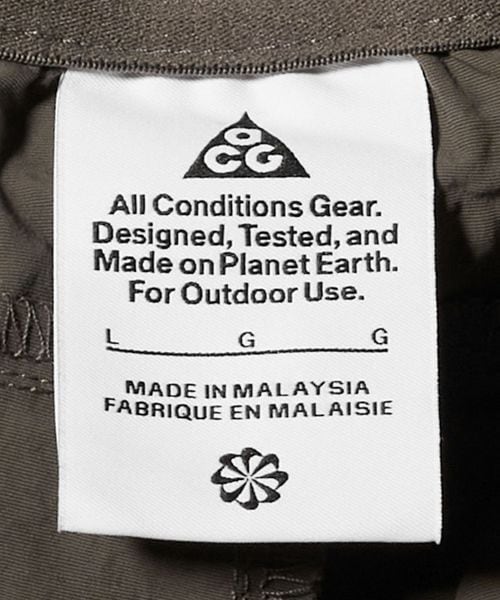 a
CG
All Conditions Gear.
Designed, Tested, and
Made on Planet Earth.
For Outdoor Use.
L G G
MADE IN MALAYSIA
FABRIQUE EN MALAISIE